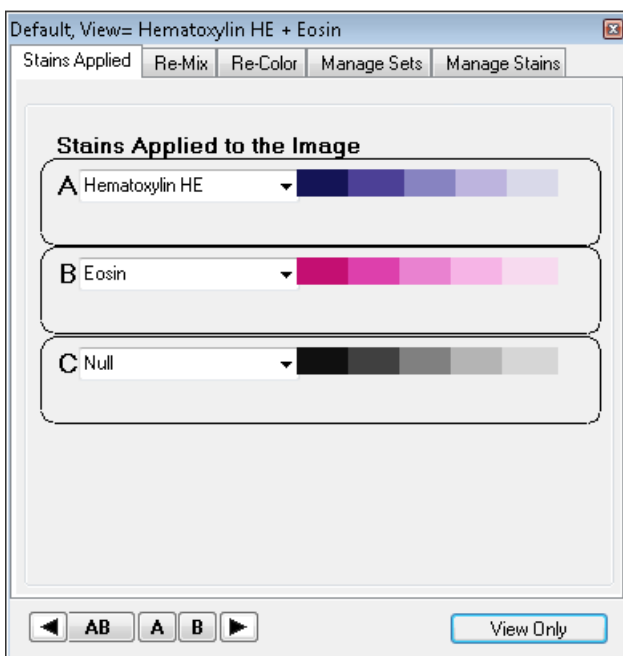 Default, View= Hematoxylin HE + Eosin
Stains Applied Re-Mix Re-Color Manage Sets Manage Stains
Stains Applied to the Image
A Hematoxylin HE
B Eosin
C Null
AB A B View Only